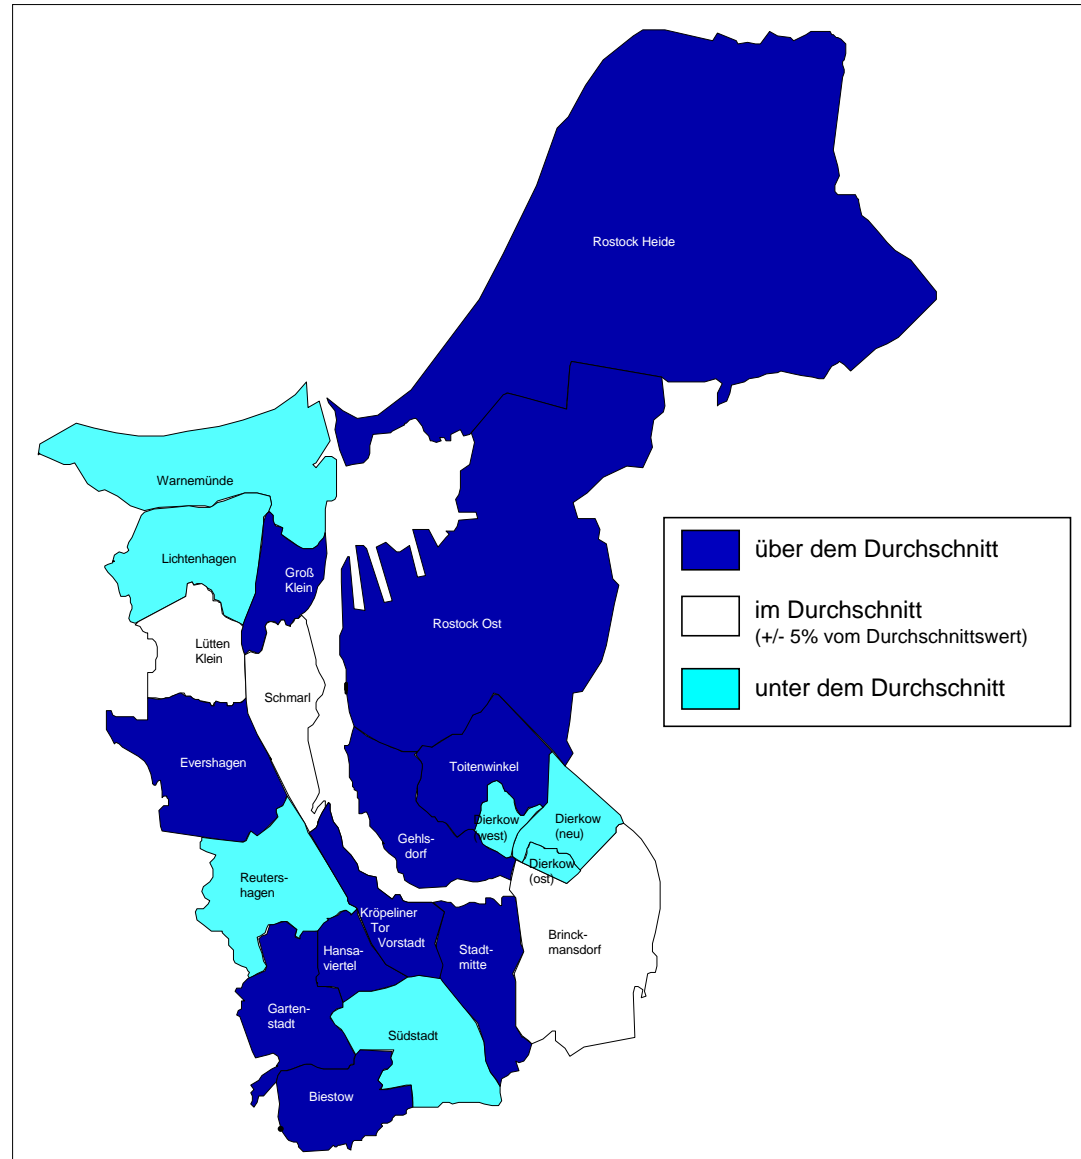 Rostock Heide
Warnemünde
Lichtenhagen
Groß
Klein
Rostock Ost
Lütten
Klein
Schmarl
Evershagen
Toitenwinkel
Dierkow
(west)
Dierkow
(neu)
Gehls-
dorf
Dierkow
(ost)
Reuters-
hagen
Kröpeliner
Tor
Vorstadt
Hansa-
viertel
Stadt-
mitte
Brinck-
mansdorf
Garten-
stadt
Südstadt
Biestow
über dem Durchschnitt
im Durchschnitt
(+/- 5% vom Durchschnittswert)
unter dem Durchschnitt